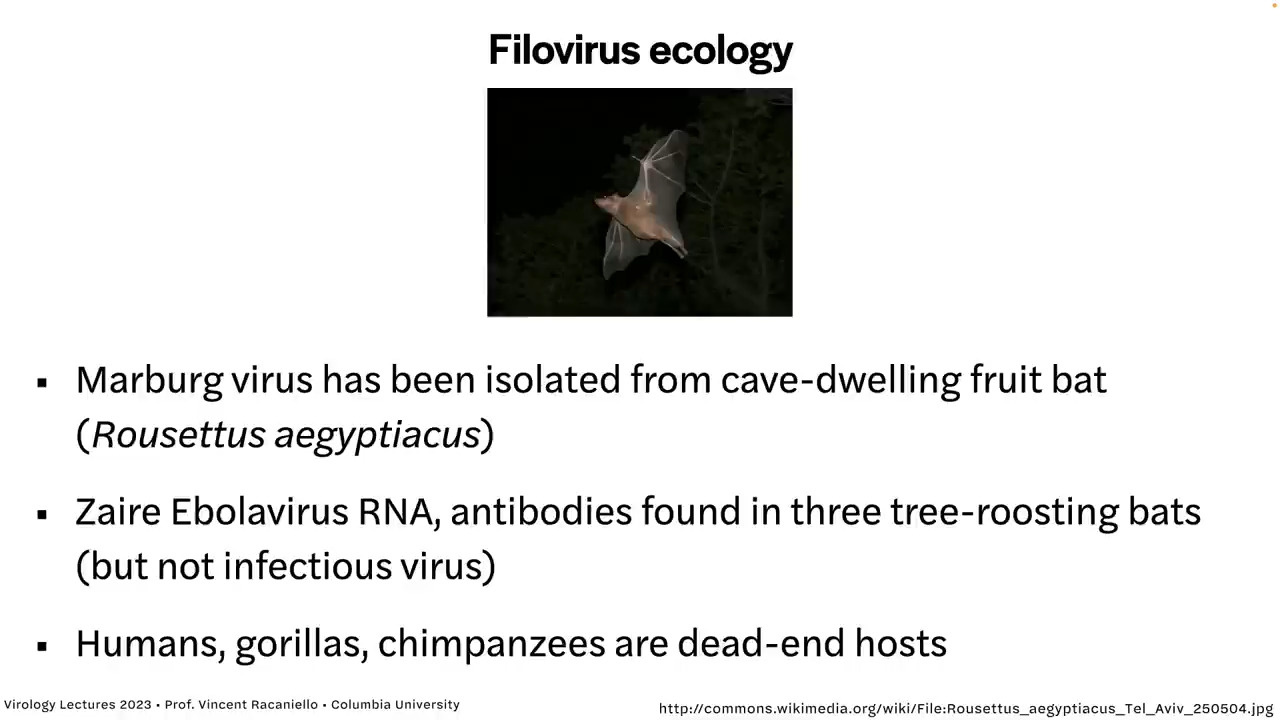 Filovirus ecology
▪ Marburg virus has been isolated from cave-dwelling fruit bat
(Rousettus aegyptiacus)
▪ Zaire Ebolavirus RNA, antibodies found in three tree-roosting bats
(but not infectious virus)
▪ Humans, gorillas, chimpanzees are dead-end hosts
Virology Lectures 2023 • Prof. Vincent Racaniello • Columbia University
http://commons.wikimedia.org/wiki/File:Rousettus_aegyptiacus_Tel_Aviv_250504.jpg